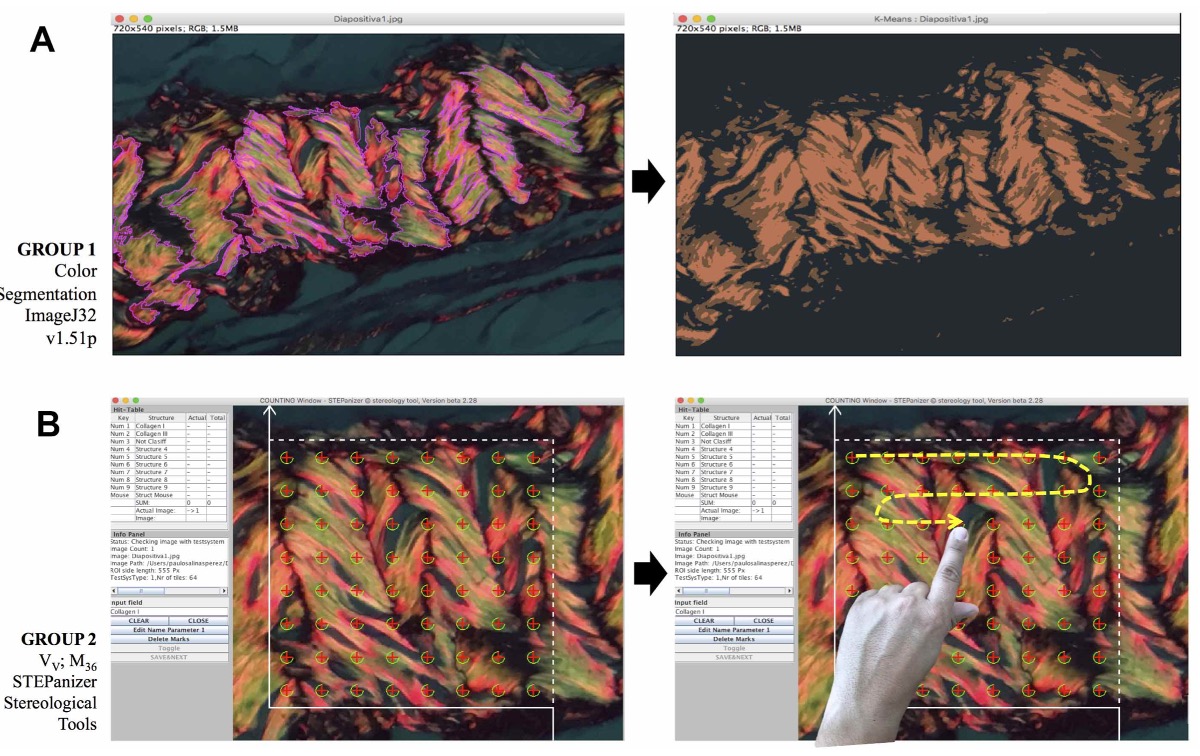 A
Diapositiva1.jpg
720x540 pixels; RGB; 1.5MB
K-Means : Diapositiva1.jpg
720x540 pixels; RGB; 1.5MB
GROUP 1
Color
Segmentation
ImageJ32
v1.51p
B
COUNTING Window - STEPanizer © stereology tool, Version beta 2.28
Hit-Table
Key Structure Actual Total
Num 1 Collagen I - -
Num 2 Collagen III - -
Num 3 Not Clasiff - -
Num 4 Structure 4 - -
Num 5 Structure 5 - -
Num 6 Structure 6 - -
Num 7 Structure 7 - -
Num 8 Structure 8 - -
Num 9 Structure 9 - -
Mouse Struct Mouse - -
SUM: 0 0
Actual Image: ->1
Image:
Info Panel
Status: Checking image with testsystem
Image Count: 1
Image: Diapositiva1.jpg
Image Path: /Users/paulosalinasperez/D
ROI side length: 555 Px
TestSysType: 1,Nr of tiles: 64
Input field
Collagen I
CLEAR CLOSE
Edit Name Parameter 1
Delete Marks
Toggle
SAVE&NEXT
COUNTING Window - STEPanizer © stereology tool, Version beta 2.28
Hit-Table
Key Structure Actual Total
Num 1 Collagen I - -
Num 2 Collagen III - -
Num 3 Not Clasiff - -
Num 4 Structure 4 - -
Num 5 Structure 5 - -
Num 6 Structure 6 - -
Num 7 Structure 7 - -
Num 8 Structure 8 - -
Num 9 Structure 9 - -
Mouse Struct Mouse - -
SUM: 0 0
Actual Image: ->1
Image:
Info Panel
Status: Checking image with testsystem
Image Count: 1
Image: Diapositiva1.jpg
Image Path: /Users/paulosalinasperez/D
ROI side length: 555 Px
TestSysType: 1,Nr of tiles: 64
Input field
Collagen I
CLEAR CLOSE
Edit Name Parameter 1
Delete Marks
Toggle
SAVE&NEXT
GROUP 2
VV; M36
STEPanizer
Stereological
Tools